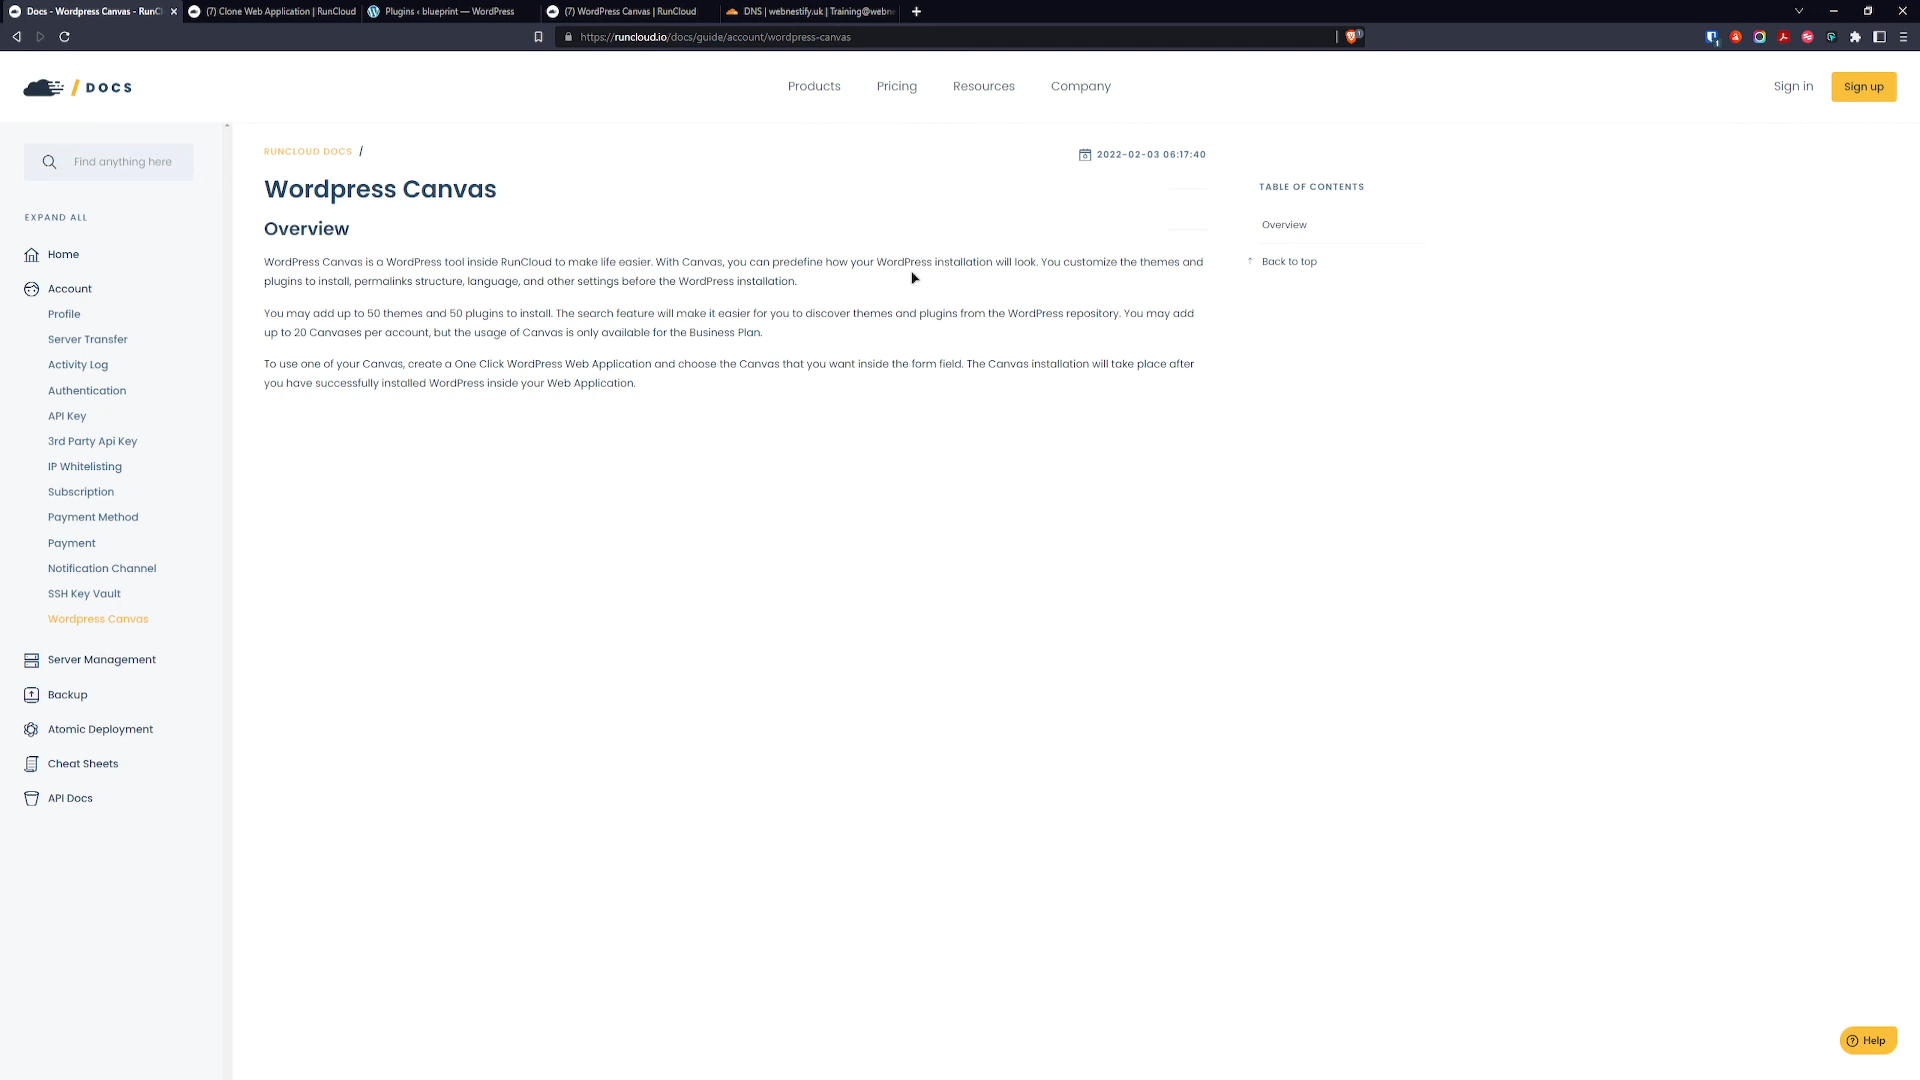 Docs - Wordpress Canvas - RunC
(7) Clone Web Application | RunCloud
Plugins ‹ blueprint — WordPress
(7) WordPress Canvas | RunCloud
DNS | webnestify.uk | Training@webn
https://runcloud.io/docs/guide/account/wordpress-canvas
/ DOCS
Products
Pricing
Resources
Company
Sign in
Sign up
Find anything here
EXPAND ALL
Home
Account
Profile
Server Transfer
Activity Log
Authentication
API Key
3rd Party Api Key
IP Whitelisting
Subscription
Payment Method
Payment
Notification Channel
SSH Key Vault
Wordpress Canvas
Server Management
Backup
Atomic Deployment
Cheat Sheets
API Docs
RUNCLOUD DOCS /
2022-02-03 06:17:40
Wordpress Canvas
Overview
WordPress Canvas is a WordPress tool inside RunCloud to make life easier. With Canvas, you can predefine how your WordPress installation will look. You customize the themes and
plugins to install, permalinks structure, language, and other settings before the WordPress installation.
You may add up to 50 themes and 50 plugins to install. The search feature will make it easier for you to discover themes and plugins from the WordPress repository. You may add
up to 20 Canvases per account, but the usage of Canvas is only available for the Business Plan.
To use one of your Canvas, create a One Click WordPress Web Application and choose the Canvas that you want inside the form field. The Canvas installation will take place after
you have successfully installed WordPress inside your Web Application.
TABLE OF CONTENTS
Overview
↑ Back to top
Help